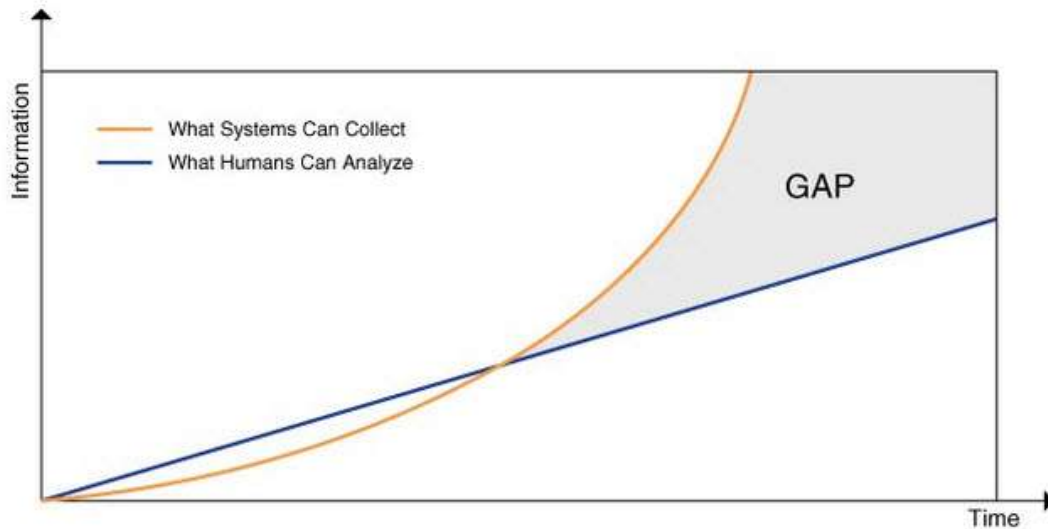 Information
What Systems Can Collect
What Humans Can Analyze
GAP
Time